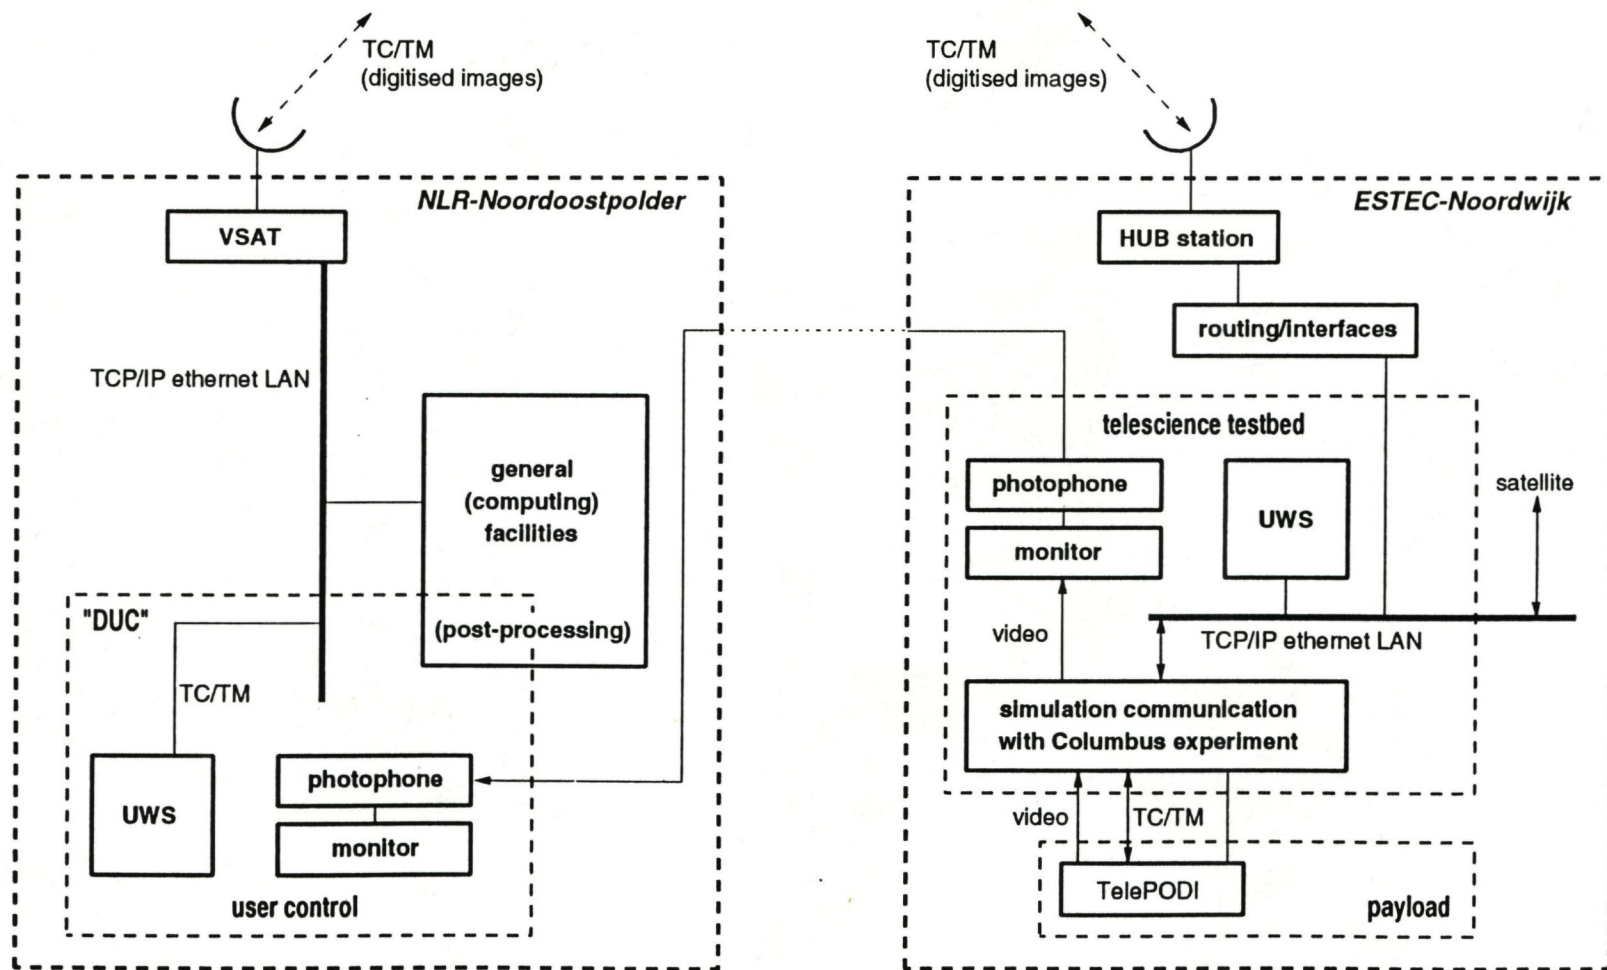 TC/TM
(digitised images)
NLR-Noordoostpolder
VSAT
TCP/IP ethernet LAN
general
(computing)
facilities
(post-processing)
"DUC"
TC/TM
UWS
photophone
monitor
user control
TC/TM
(digitised images)
ESTEC-Noordwijk
HUB station
routing/interfaces
telescience testbed
photophone
monitor
UWS
satellite
video
TCP/IP ethernet LAN
simulation communication
with Columbus experiment
video
TC/TM
TelePODI
payload